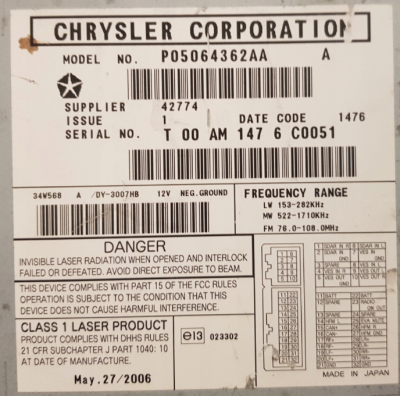 CHRYSLER CORPORATION
MODEL NO. P05064362AA A
SUPPLIER 42774
ISSUE 1 DATE CODE 1476
SERIAL NO. T 00 AM 147 6 C0051
34W568 A /DY-3007HB 12V NEG.GROUND
FREQUENCY RANGE
LW 153-282KHz
MW 522-1710KHz
FM 76.0-108.0MHz
DANGER
INVISIBLE LASER RADIATION WHEN OPENED AND INTERLOCK
FAILED OR DEFEATED. AVOID DIRECT EXPOSURE TO BEAM.
THIS DEVICE COMPLIES WITH PART 15 OF THE FCC RULES
OPERATION IS SUBJECT TO THE CONDITION THAT THIS
DEVICE DOES NOT CAUSE HARMFUL INTERFERENCE.
CLASS 1 LASER PRODUCT
PRODUCT COMPLIES WITH DHHS RULES
21 CFR SUBCHAPTER J PART 1040: 10
AT DATE OF MANUFACTURE.
e13 023302
May.27/2006
MADE IN JAPAN